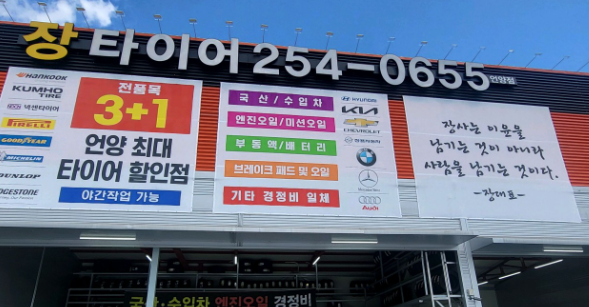 장 타이어 254-0655 언양점
HANKOOK
KUMHO TIRE
넥센타이어
PIRELLI
GOODYEAR
MICHELIN
DUNLOP
BRIDGESTONE
전품목
3+1
언양 최대
타이어 할인점
야간작업 가능
국산/수입차
엔진오일/미션오일
부동액/배터리
브레이크 패드 및 오일
기타 경정비 일체
HYUNDAI
KIA
CHEVROLET
Mercedes-Benz
Audi
장사는 이윤을
남기는 것이 아니라
사람을 남기는 것이다.
-장대표-
국산·수입차 엔진오일 경정비